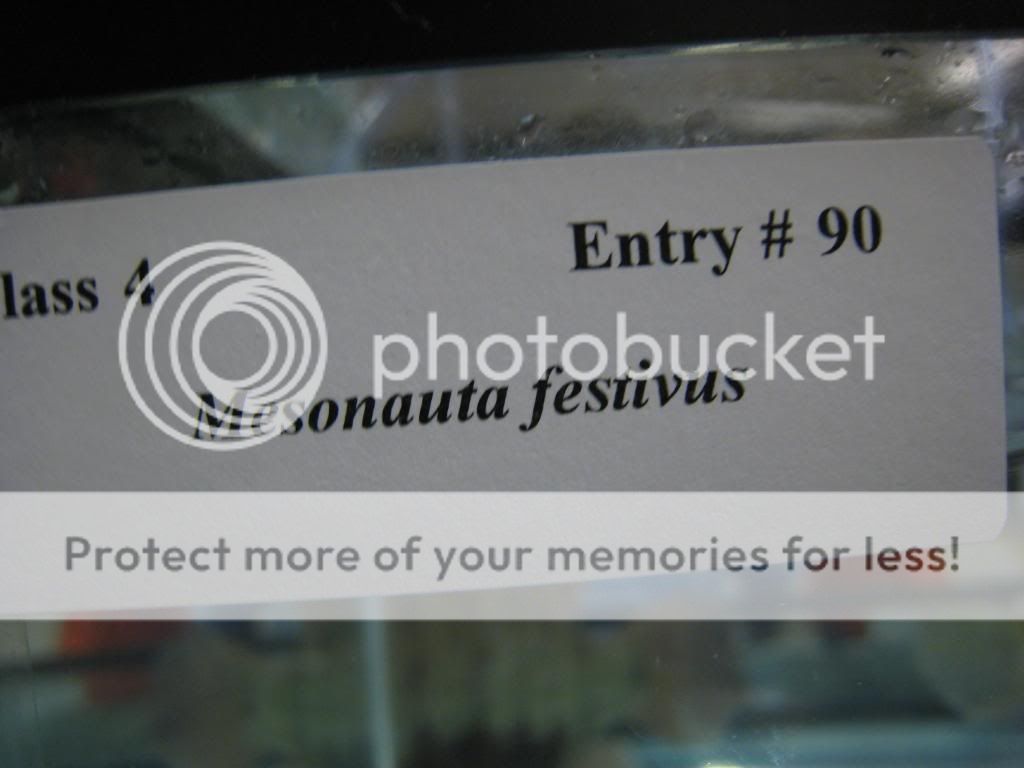 lass 4
Entry # 90
photobucket
Mesonauta festivus
Protect more of your memories for less!